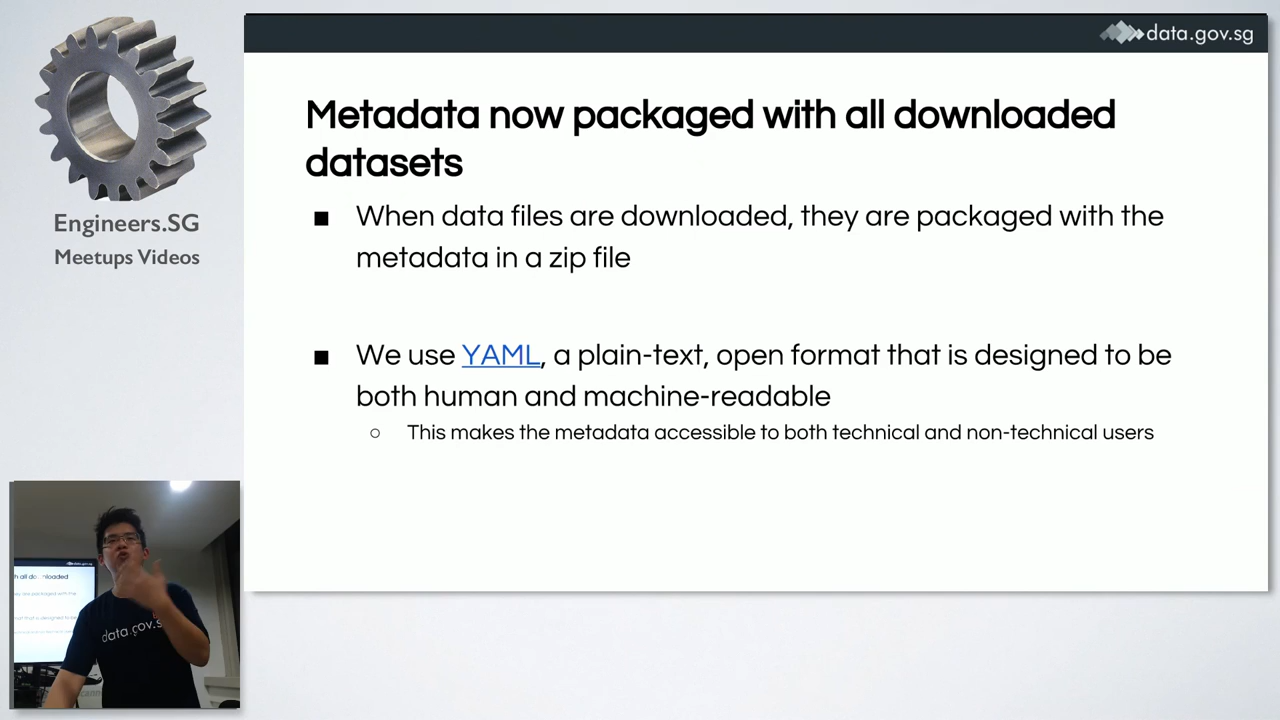 data.gov.sg
Metadata now packaged with all downloaded
datasets
■ When data files are downloaded, they are packaged with the
metadata in a zip file
■ We use YAML, a plain-text, open format that is designed to be
both human and machine-readable
○ This makes the metadata accessible to both technical and non-technical users
Engineers.SG
Meetups Videos
data.gov.s